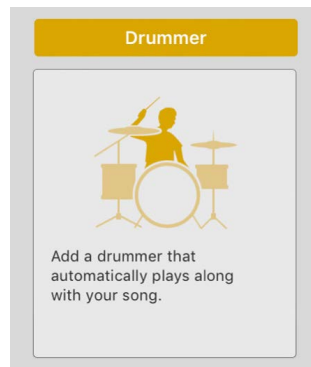 Drummer
Add a drummer that
automatically plays along
with your song.